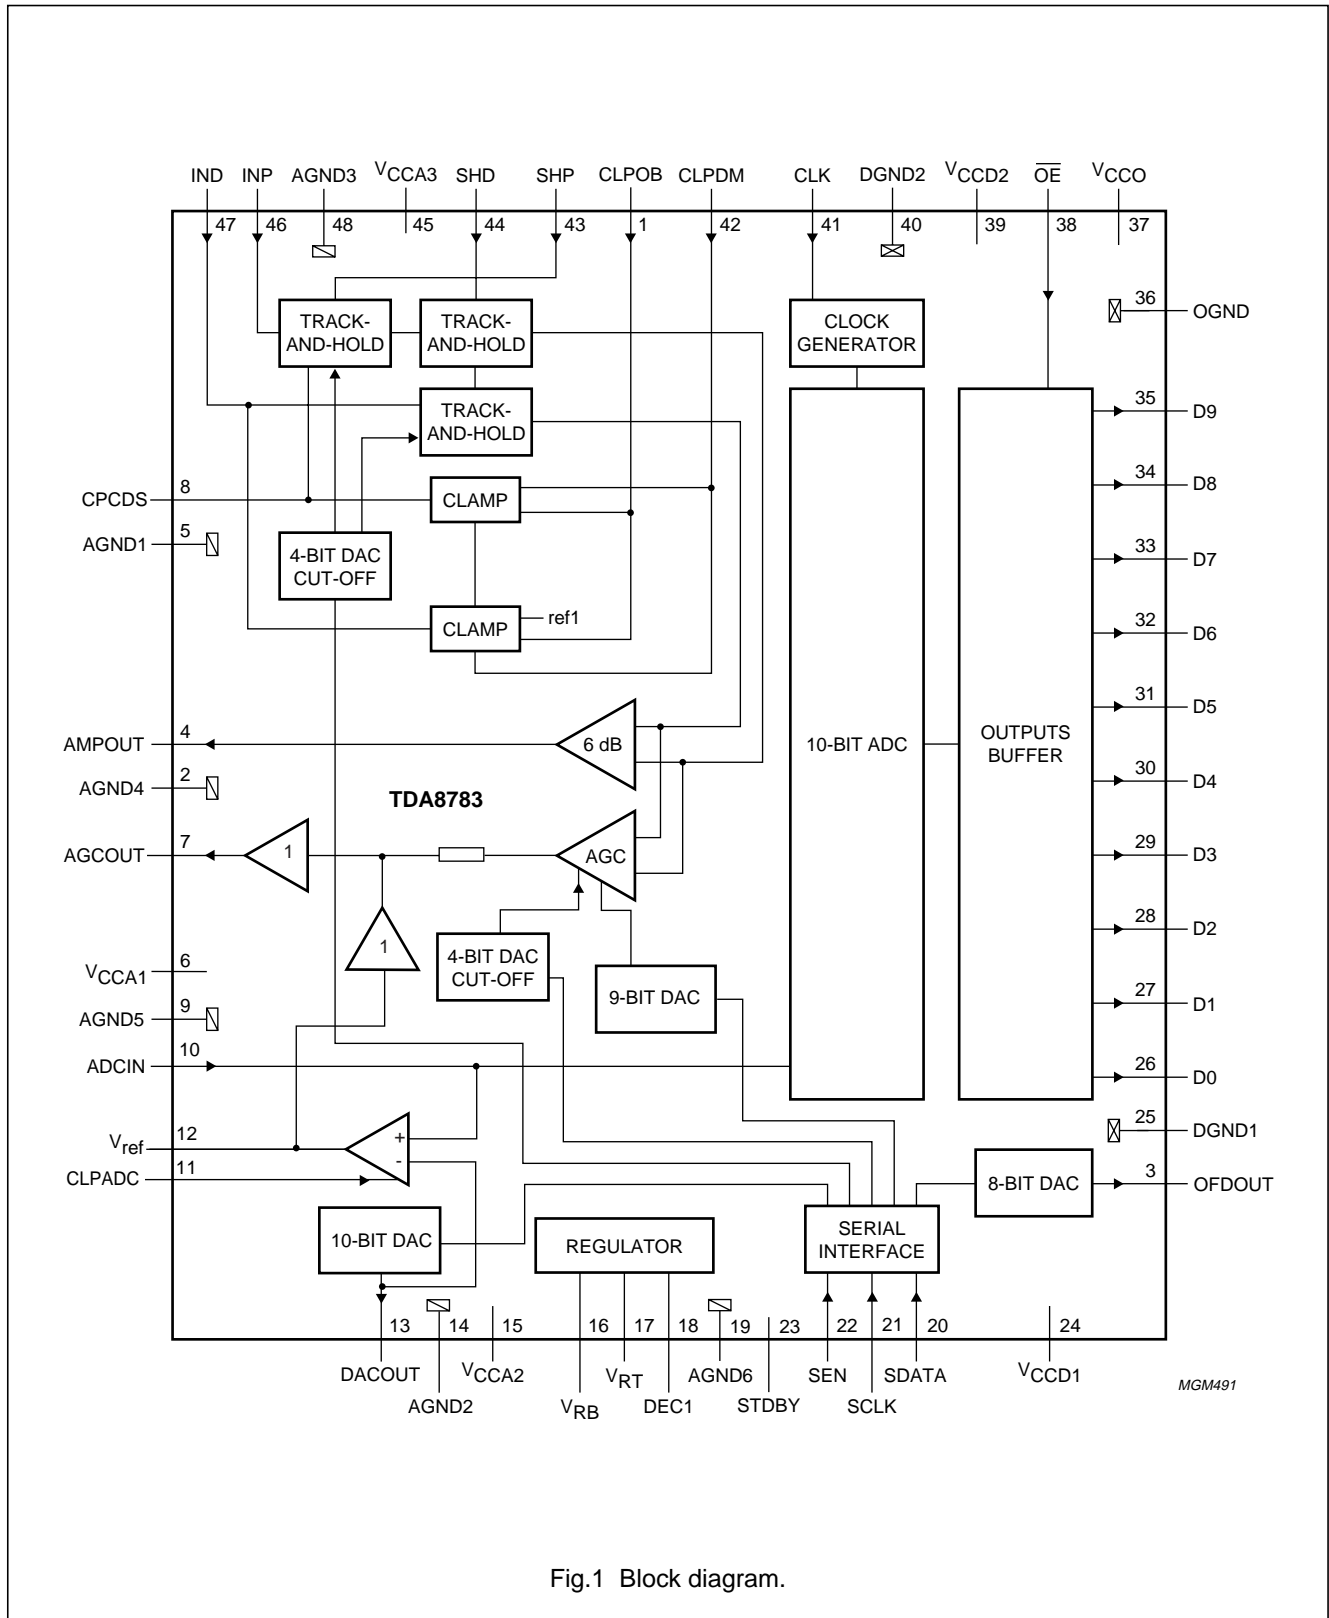 IND INP AGND3 VCCA3 SHD SHP CLPOB CLPDM CLK DGND2 VCCD2 OE VCCO
47 46 48 45 44 43 1 42 41 40 39 38 37
36 OGND
TRACK-
AND-HOLD
TRACK-
AND-HOLD
CLOCK
GENERATOR
TRACK-
AND-HOLD
35 D9
CPCDS 8
CLAMP
34 D8
AGND1 5
4-BIT DAC
CUT-OFF
33 D7
CLAMP
ref1
32 D6
31 D5
AMPOUT 4
6 dB
10-BIT ADC
OUTPUTS
BUFFER
AGND4 2
30 D4
TDA8783
AGCOUT 7
1
AGC
29 D3
1
4-BIT DAC
CUT-OFF
28 D2
VCCA1 6
9-BIT DAC
27 D1
AGND5 9
ADCIN 10
26 D0
Vref 12
+
-
25 DGND1
CLPADC 11
8-BIT DAC
3 OFDOUT
10-BIT DAC
REGULATOR
SERIAL
INTERFACE
13 14 15 16 17 18 19 23 22 21 20 24
DACOUT AGND2 VCCA2 VRB VRT DEC1 AGND6 STDBY SEN SCLK SDATA VCCD1
MGM491
Fig.1 Block diagram.